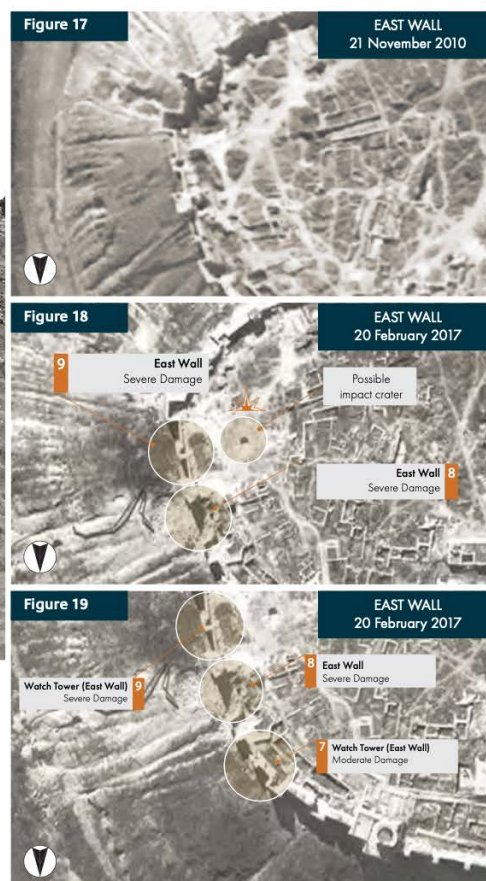 Figure 17
EAST WALL
21 November 2010
Figure 18
EAST WALL
20 February 2017
9
East Wall
Severe Damage
Possible
impact crater
East Wall
Severe Damage
8
Figure 19
EAST WALL
20 February 2017
Watch Tower (East Wall)
Severe Damage
9
8
East Wall
Severe Damage
7
Watch Tower (East Wall)
Moderate Damage